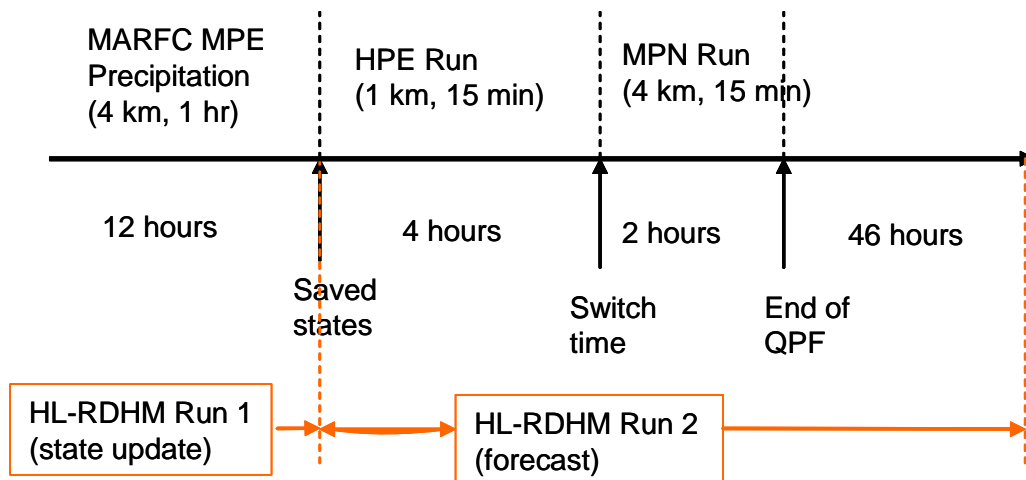 MARFC MPE
Precipitation
(4 km, 1 hr)
HPE Run
(1 km, 15 min)
MPN Run
(4 km, 15 min)
12 hours
4 hours
2 hours
46 hours
Saved
states
Switch
time
End of
QPF
HL-RDHM Run 1
(state update)
HL-RDHM Run 2
(forecast)